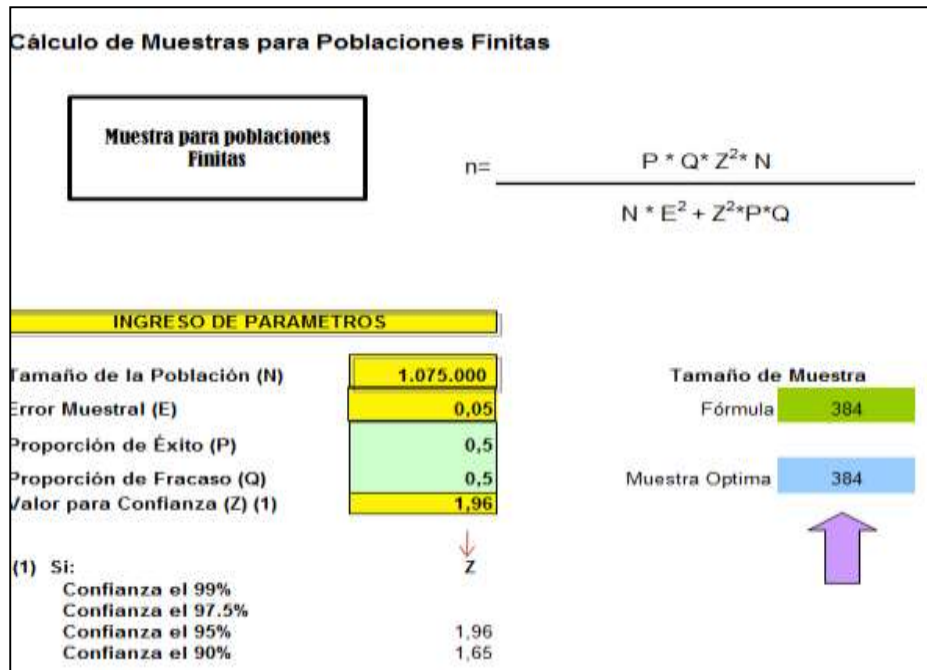 Cálculo de Muestras para Poblaciones Finitas
Muestra para poblaciones
Finitas
n=
P * Q* Z²* N
N * E² + Z²*P*Q
INGRESO DE PARAMETROS
Tamaño de la Población (N) 1.075.000
Error Muestral (E) 0,05
Proporción de Éxito (P) 0,5
Proporción de Fracaso (Q) 0,5
Valor para Confianza (Z) (1) 1,96
Tamaño de Muestra
Fórmula 384
Muestra Optima 384
(1) Si: Z
Confianza el 99%
Confianza el 97.5%
Confianza el 95% 1,96
Confianza el 90% 1,65